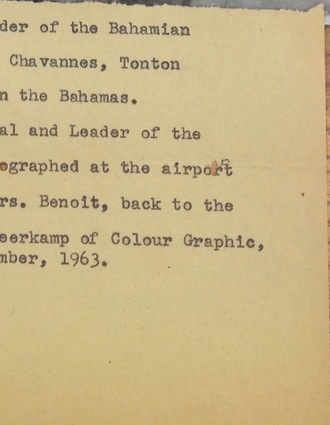 der of the Bahamian
Chavannes, Tonton
n the Bahamas.
al and Leader of the
ographed at the airport
rs. Benoit, back to the
eerkamp of Colour Graphic,
mber, 1963.